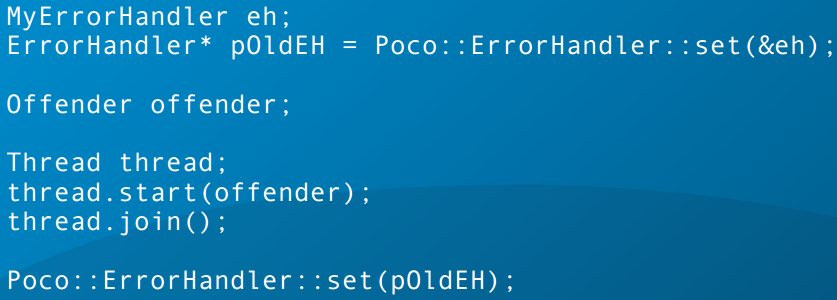 MyErrorHandler eh;
ErrorHandler* pOldEH = Poco::ErrorHandler::set(&eh);
Offender offender;
Thread thread;
thread.start(offender);
thread.join();
Poco::ErrorHandler::set(pOldEH);